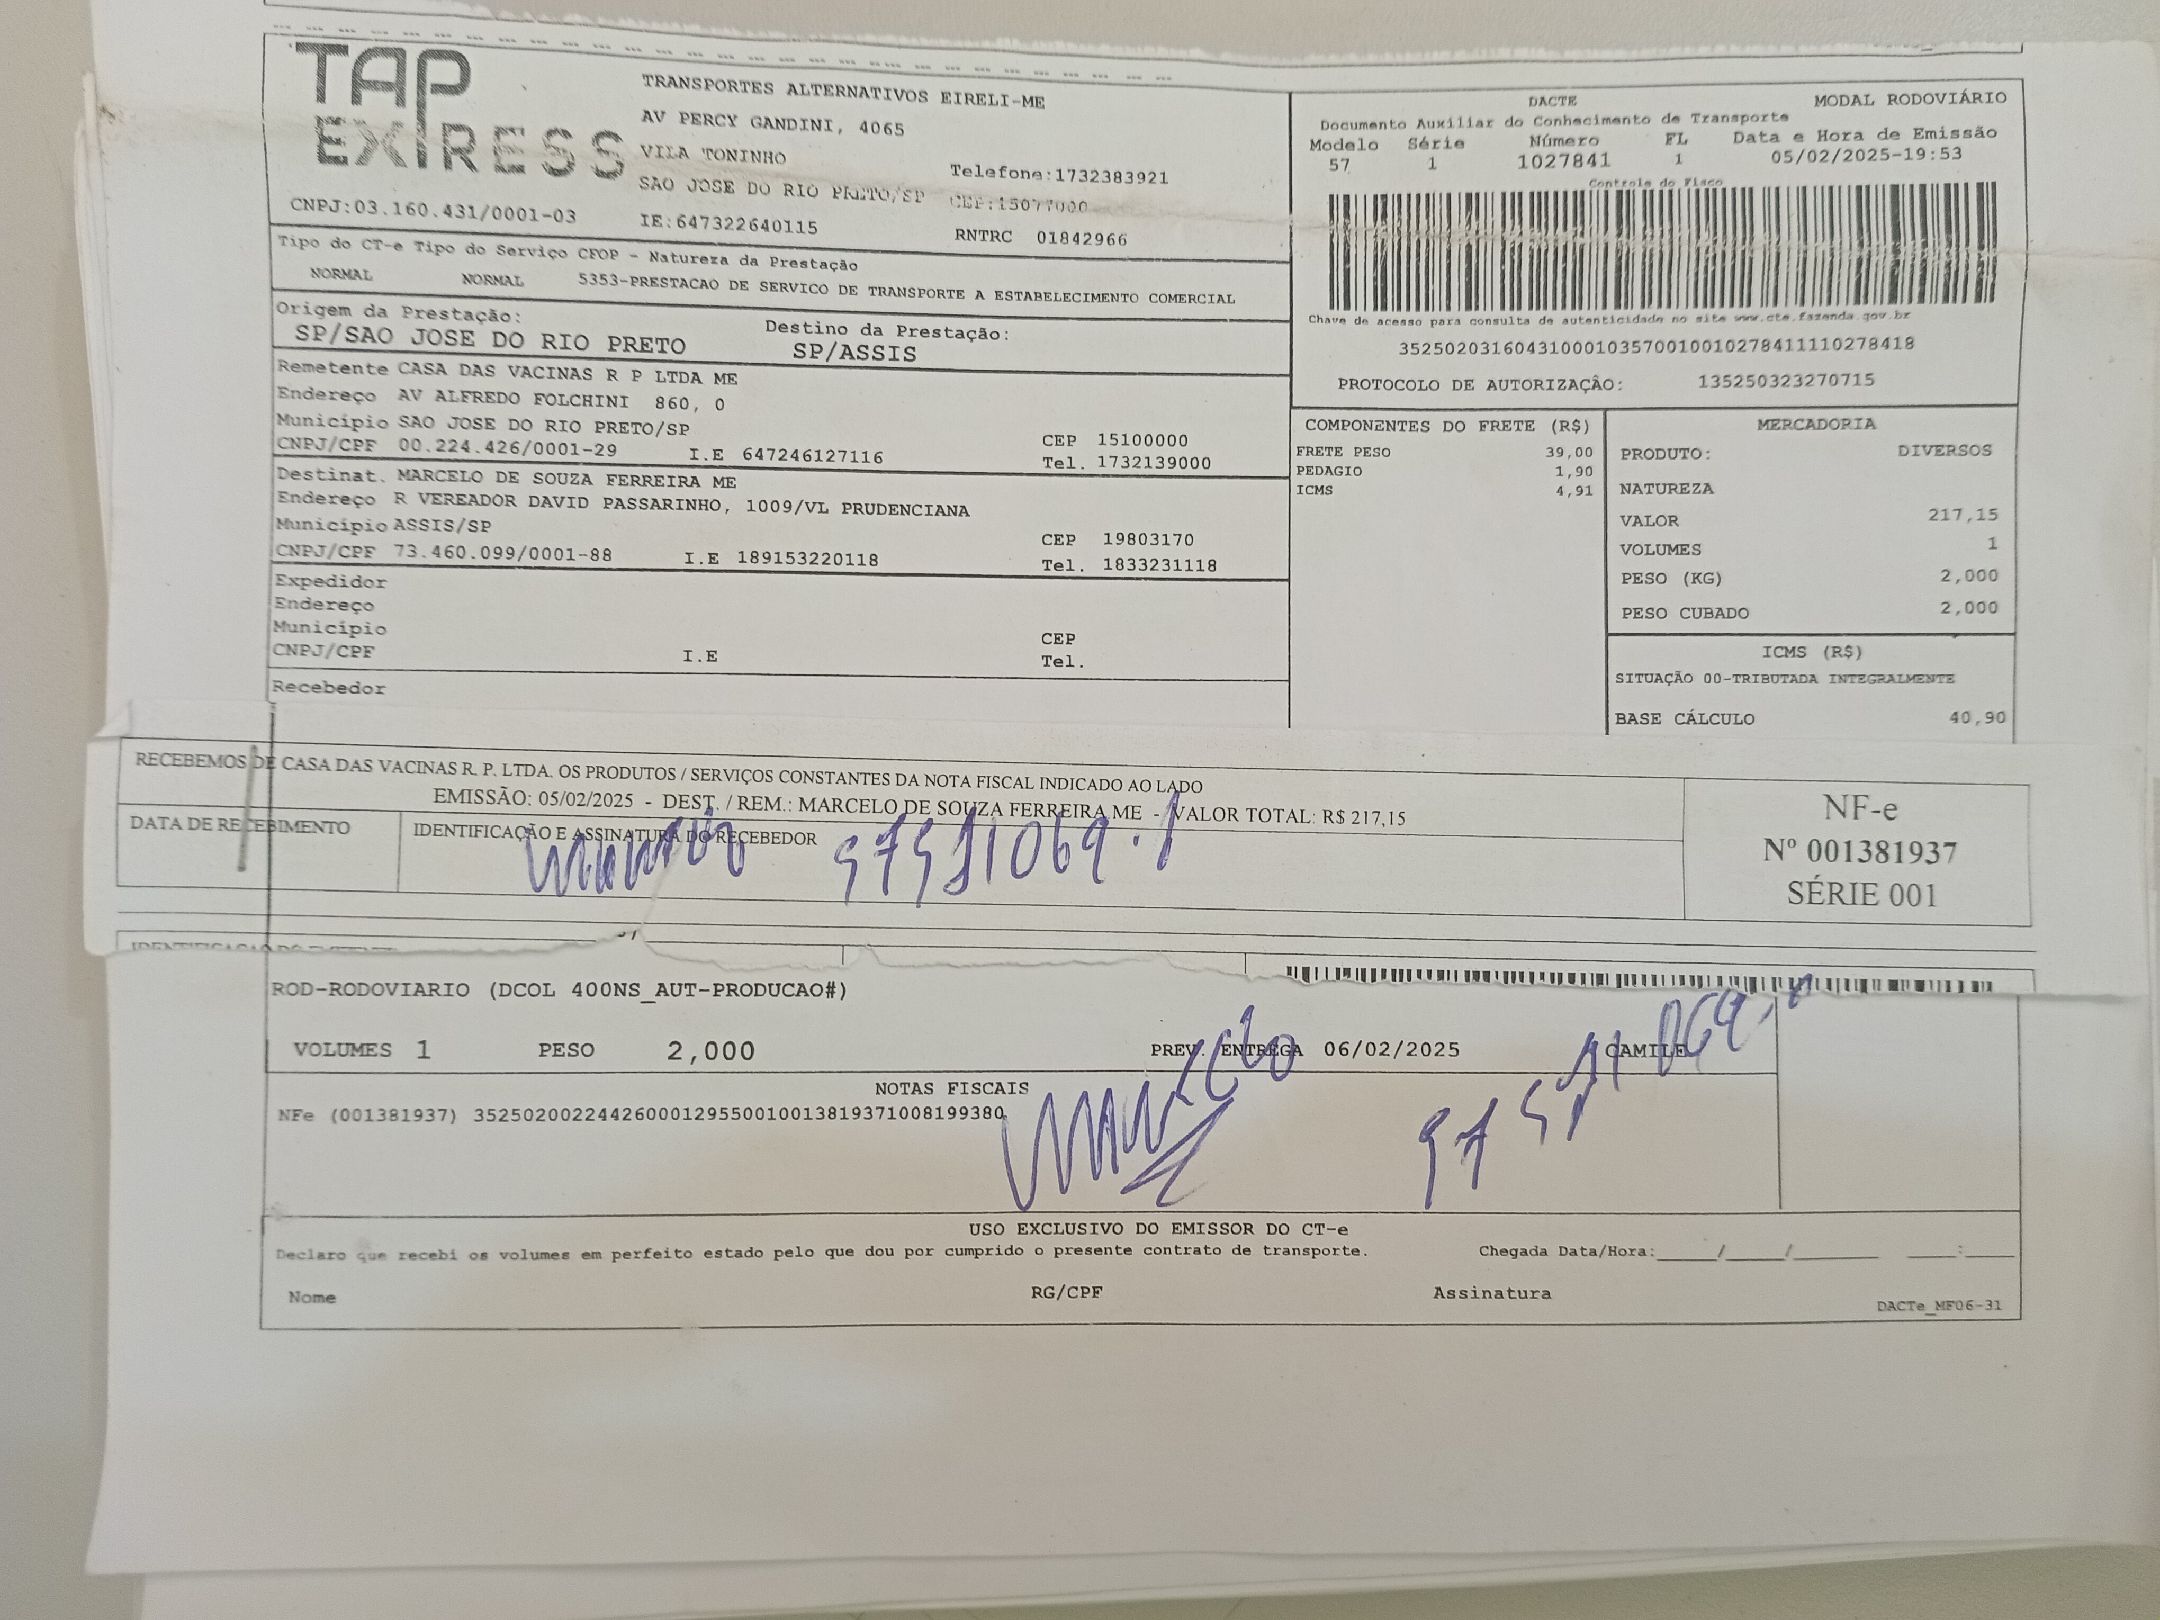 TAP EXPRESS
TRANSPORTES ALTERNATIVOS EIRELI-ME
AV PERCY GANDINI, 4065
VILA TONINHO
Telefone:1732383921
SAO JOSE DO RIO PRETO/SP CEP:15077000
CNPJ:03.160.431/0001-03 IE:647322640115 RNTRC 01842966
Tipo do CT-e Tipo do Serviço CFOP - Natureza da Prestação
NORMAL NORMAL 5353-PRESTACAO DE SERVICO DE TRANSPORTE A ESTABELECIMENTO COMERCIAL
Origem da Prestação: Destino da Prestação:
SP/SAO JOSE DO RIO PRETO SP/ASSIS
Remetente CASA DAS VACINAS R P LTDA ME
Endereço AV ALFREDO FOLCHINI 860, 0
Município SAO JOSE DO RIO PRETO/SP CEP 15100000
CNPJ/CPF 00.224.426/0001-29 I.E 647246127116 Tel. 1732139000
Destinat. MARCELO DE SOUZA FERREIRA ME
Endereço R VEREADOR DAVID PASSARINHO, 1009/VL PRUDENCIANA
Município ASSIS/SP CEP 19803170
CNPJ/CPF 73.460.099/0001-88 I.E 189153220118 Tel. 1833231118
Expedidor
Endereço
Município CEP
CNPJ/CPF I.E Tel.
Recebedor
DACTE MODAL RODOVIÁRIO
Documento Auxiliar do Conhecimento de Transporte
Modelo Série Número FL Data e Hora de Emissão
57 1 1027841 1 05/02/2025-19:53
Controle do Fisco
Chave de acesso para consulta de autenticidade no site www.cte.fazenda.gov.br
35250203160431000103570010010278411110278418
PROTOCOLO DE AUTORIZAÇÃO: 135250323270715
COMPONENTES DO FRETE (R$)
FRETE PESO 39,00
PEDAGIO 1,90
ICMS 4,91
MERCADORIA
PRODUTO: DIVERSOS
NATUREZA
VALOR 217,15
VOLUMES 1
PESO (KG) 2,000
PESO CUBADO 2,000
ICMS (R$)
SITUAÇÃO 00-TRIBUTADA INTEGRALMENTE
BASE CÁLCULO 40,90
RECEBEMOS DE CASA DAS VACINAS R. P. LTDA. OS PRODUTOS / SERVIÇOS CONSTANTES DA NOTA FISCAL INDICADO AO LADO
EMISSÃO: 05/02/2025 - DEST. / REM.: MARCELO DE SOUZA FERREIRA ME - VALOR TOTAL: R$ 217,15
DATA DE RECEBIMENTO IDENTIFICAÇÃO E ASSINATURA DO RECEBEDOR
NF-e
Nº 001381937
SÉRIE 001
ROD-RODOVIARIO (DCOL 400NS_AUT-PRODUCAO#)
VOLUMES 1 PESO 2,000 PREV. ENTREGA 06/02/2025 CAMILE
NOTAS FISCAIS
NFe (001381937) 35250200224426000129550010013819371008199380
USO EXCLUSIVO DO EMISSOR DO CT-e
Declaro que recebi os volumes em perfeito estado pelo que dou por cumprido o presente contrato de transporte. Chegada Data/Hora:____/____/______ ___:___
Nome RG/CPF Assinatura
DACTe_MF06-31